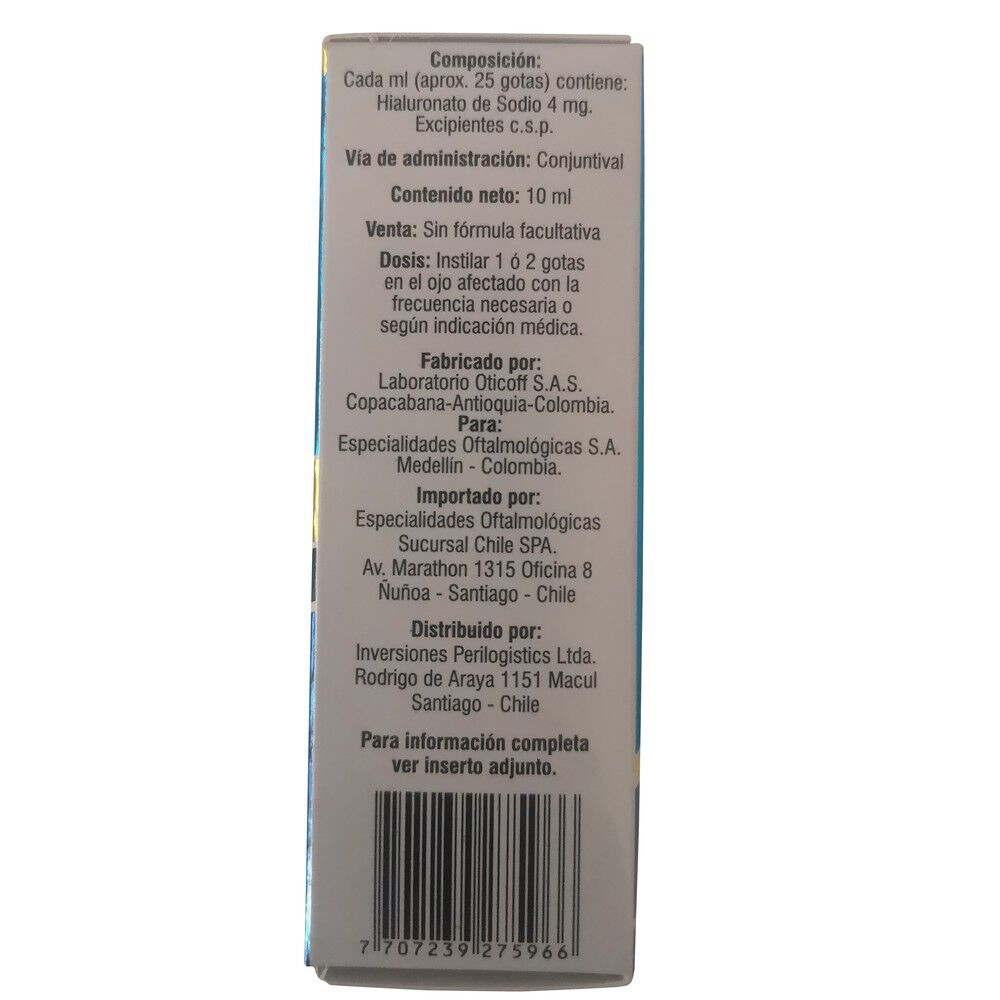 Composición:
Cada ml (aprox. 25 gotas) contiene:
Hialuronato de Sodio 4 mg.
Excipientes c.s.p.
Vía de administración: Conjuntival
Contenido neto: 10 ml
Venta: Sin fórmula facultativa
Dosis: Instilar 1 ó 2 gotas
en el ojo afectado con la
frecuencia necesaria o
según indicación médica.
Fabricado por:
Laboratorio Oticoff S.A.S.
Copacabana-Antioquia-Colombia.
Para:
Especialidades Oftalmológicas S.A.
Medellín - Colombia.
Importado por:
Especialidades Oftalmológicas
Sucursal Chile SPA.
Av. Marathon 1315 Oficina 8
Ñuñoa - Santiago - Chile
Distribuido por:
Inversiones Perilogistics Ltda.
Rodrigo de Araya 1151 Macul
Santiago - Chile
Para información completa
ver inserto adjunto.
7 707239 275966